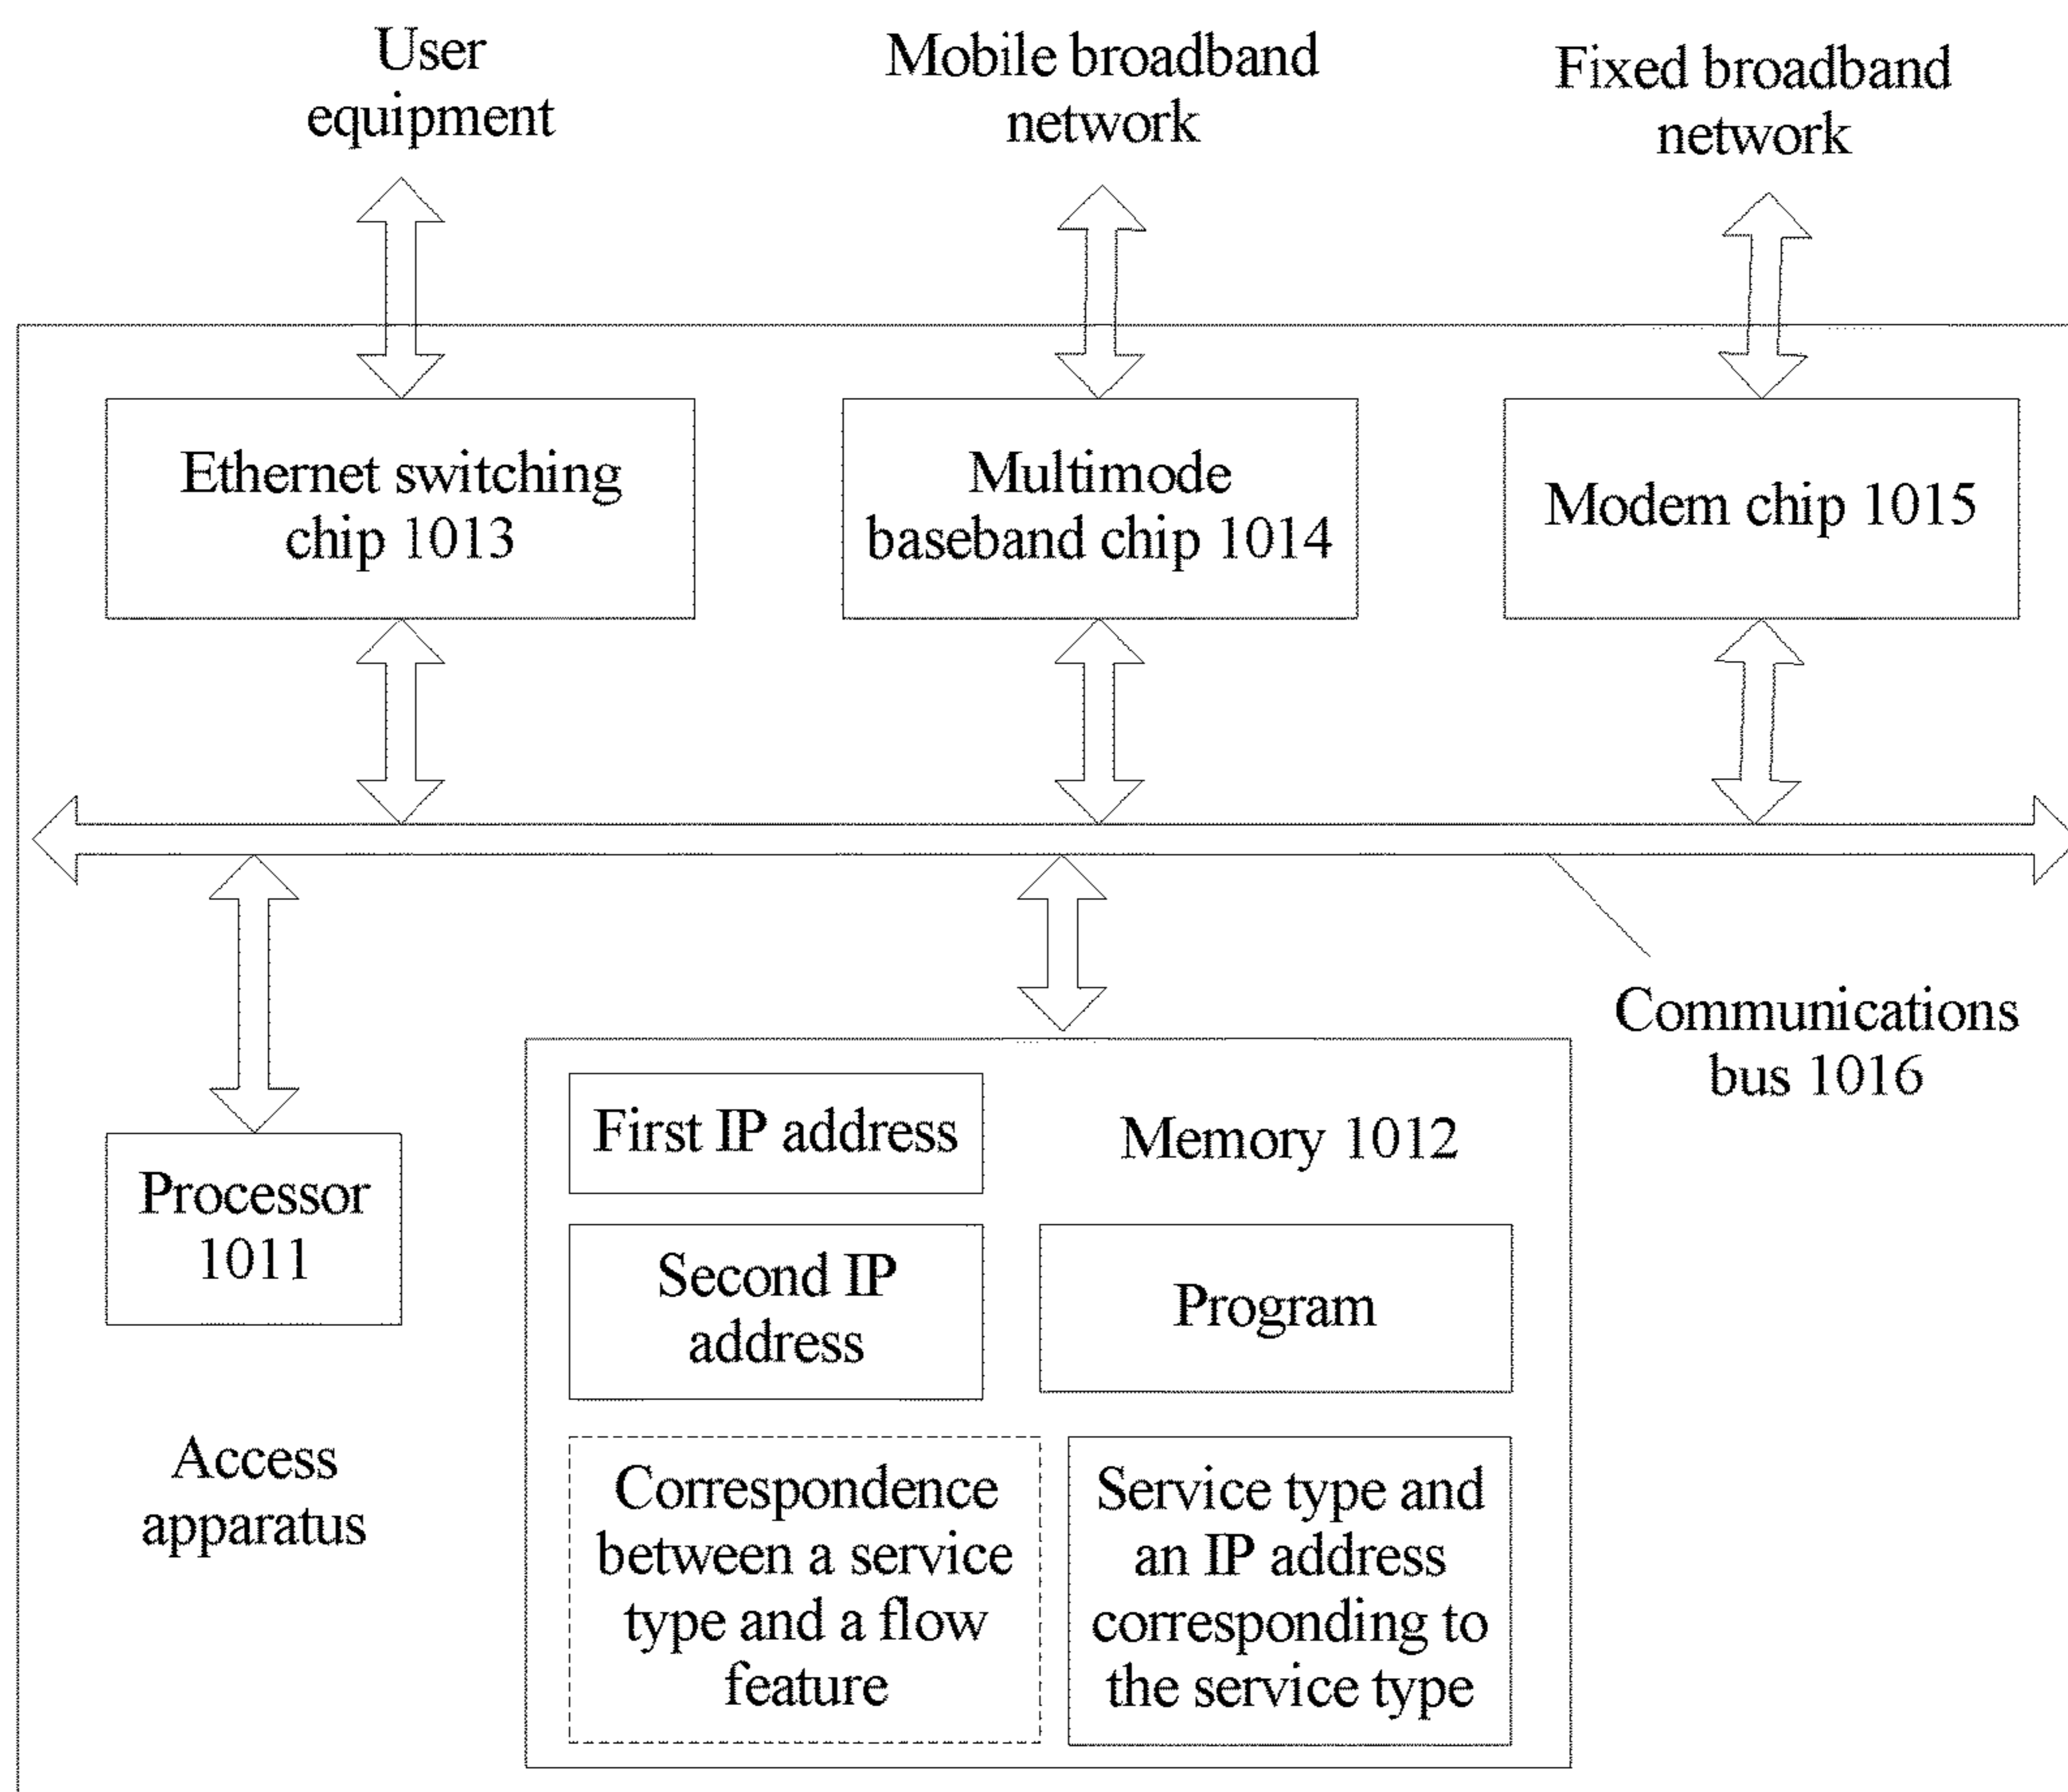 User
equipment
Mobile broadband
network
Fixed broadband
network
Ethernet switching
chip 1013
Multimode
baseband chip 1014
Modem chip 1015
Communications
bus 1016
Processor
1011
Access
apparatus
First IP address
Memory 1012
Second IP
address
Program
Correspondence
between a service
type and a flow
feature
Service type and
an IP address
corresponding to
the service type